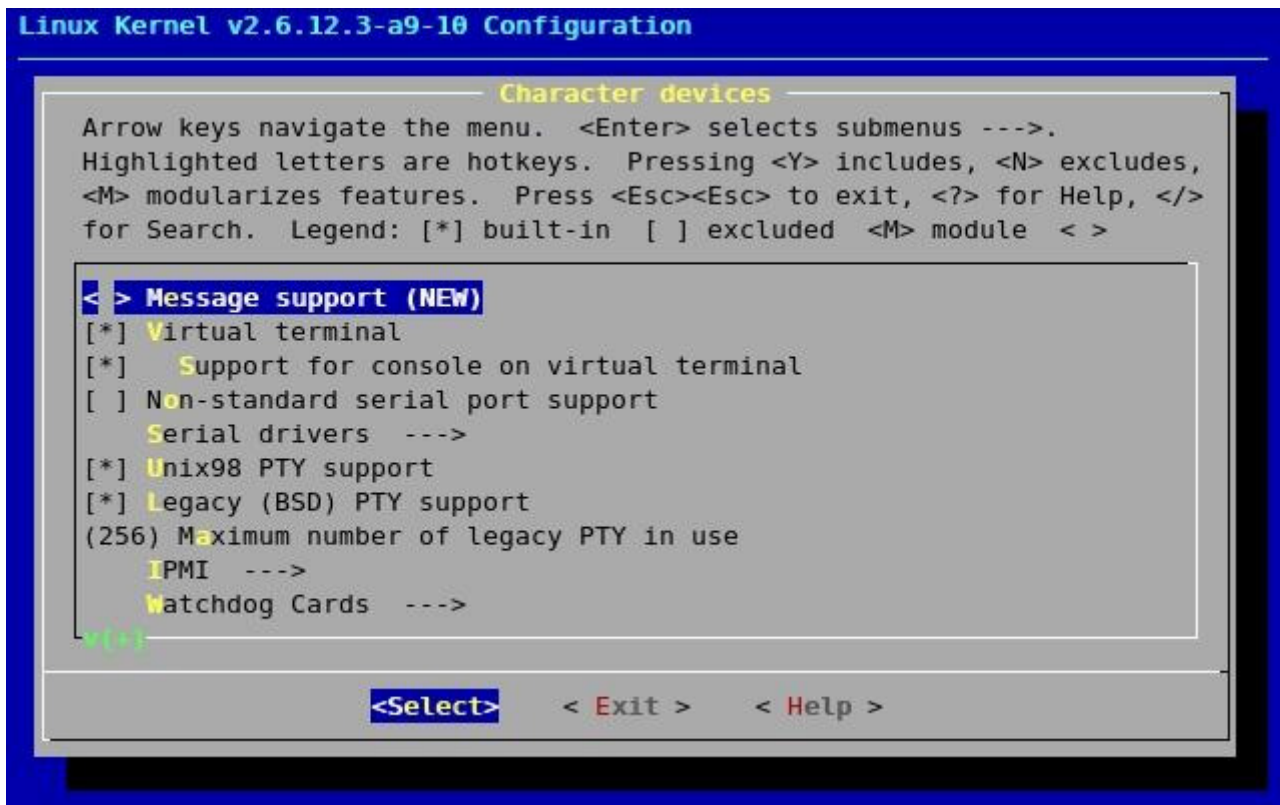 Linux Kernel v2.6.12.3-a9-10 Configuration
Character devices
Arrow keys navigate the menu.  <Enter> selects submenus --->.
Highlighted letters are hotkeys.  Pressing <Y> includes, <N> excludes,
<M> modularizes features.  Press <Esc><Esc> to exit, <?> for Help, </>
for Search.  Legend: [*] built-in  [ ] excluded  <M> module  < >
< > Message support (NEW)
[*] Virtual terminal
[*]   Support for console on virtual terminal
[ ] Non-standard serial port support
    Serial drivers  --->
[*] Unix98 PTY support
[*] Legacy (BSD) PTY support
(256) Maximum number of legacy PTY in use
    IPMI  --->
    Watchdog Cards  --->
v(+)
<Select>    < Exit >    < Help >